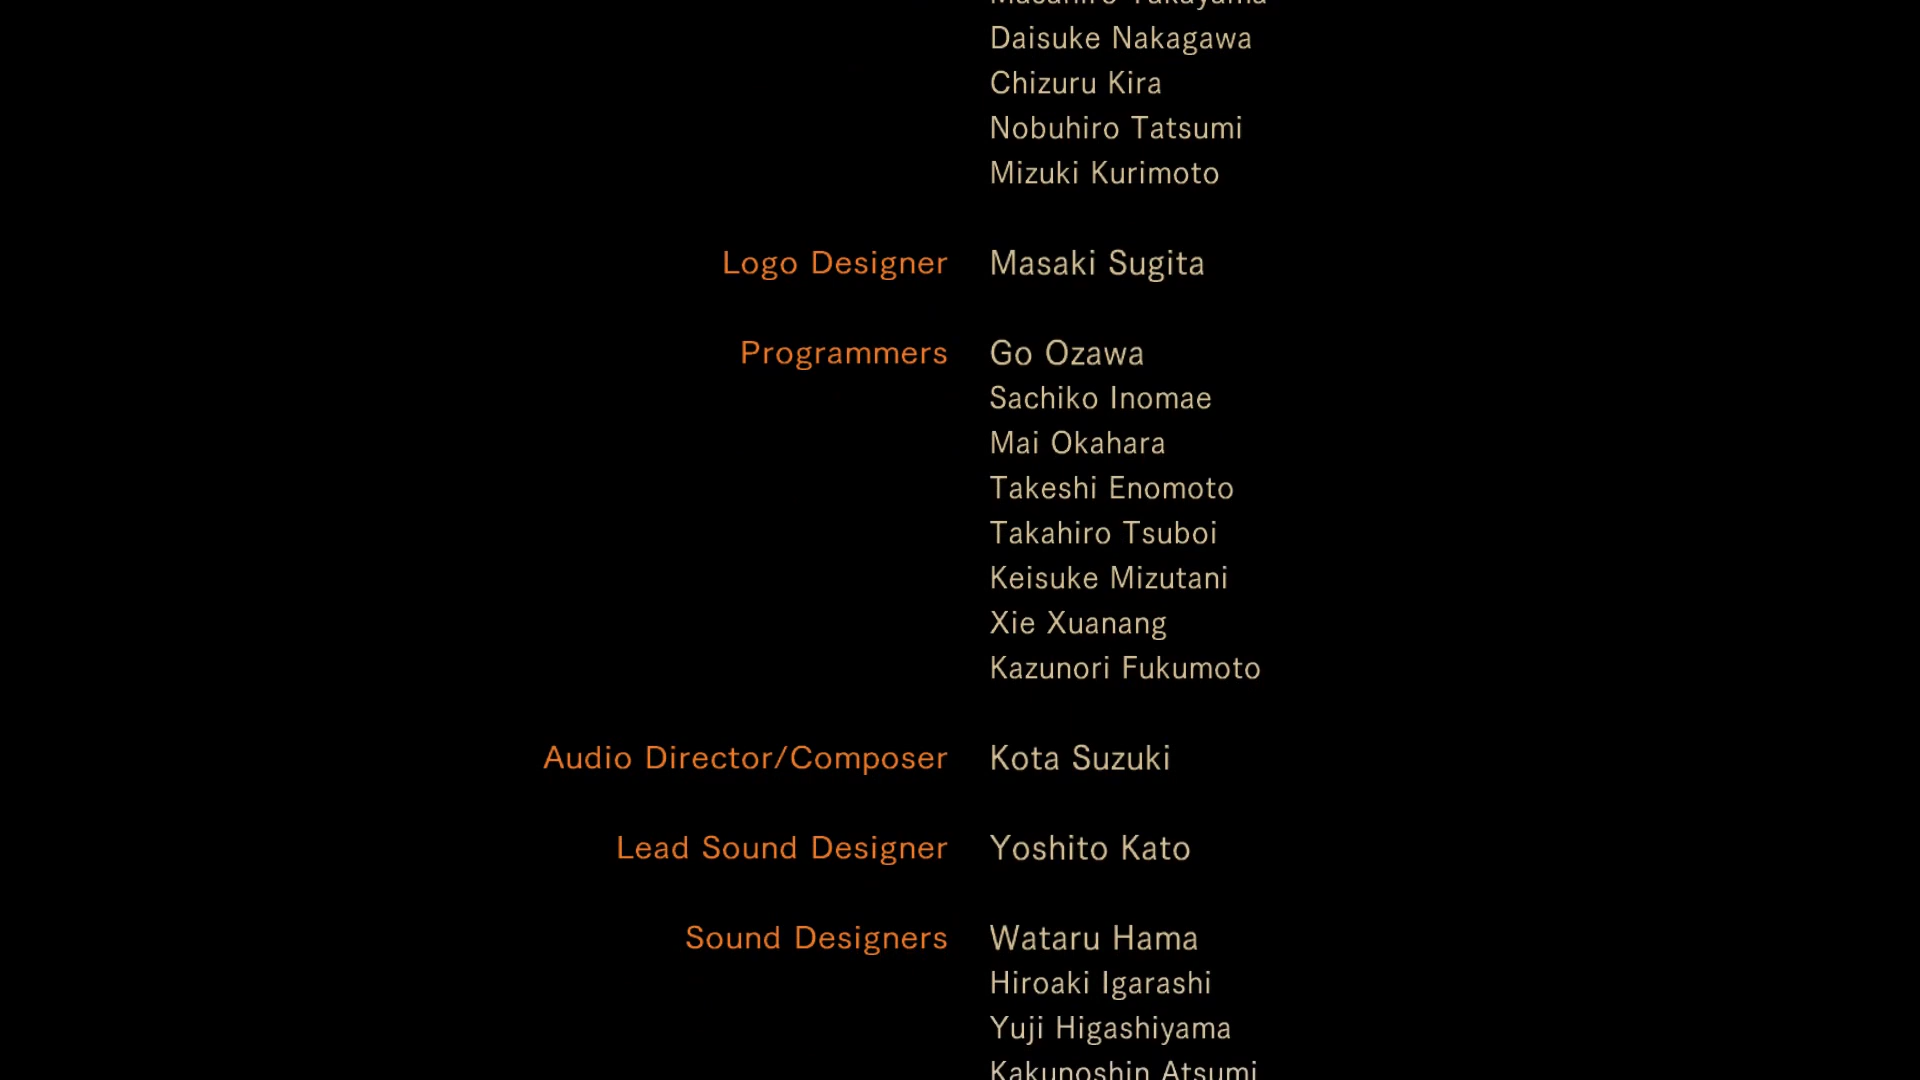 Masahiro Takayama
Daisuke Nakagawa
Chizuru Kira
Nobuhiro Tatsumi
Mizuki Kurimoto
Logo Designer Masaki Sugita
Programmers Go Ozawa
Sachiko Inomae
Mai Okahara
Takeshi Enomoto
Takahiro Tsuboi
Keisuke Mizutani
Xie Xuanang
Kazunori Fukumoto
Audio Director/Composer Kota Suzuki
Lead Sound Designer Yoshito Kato
Sound Designers Wataru Hama
Hiroaki Igarashi
Yuji Higashiyama
Kakunoshin Atsumi